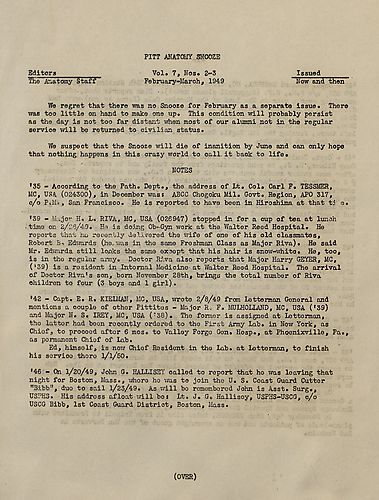 PITT ANATOMY SNOOZE
Editors Vol. 7, Nos. 2-3 Issued
The Anatomy Staff February-March, 1949 Now and then
We regret that there was no Snooze for February as a separate issue. There
was too little on hand to make one up. This condition will probably persist
as the day is not too far distant when most of our alumni not in the regular
service will be returned to civilian status.
We suspect that the Snooze will die of inanition by June and can only hope
that nothing happens in this crazy world to call it back to life.
NOTES
'35 - According to the Path. Dept., the address of Lt. Col. Carl F. TESSMER,
MC, USA (024300), in December was: ABCC Chogoku Mil. Govt. Region, APO 317,
c/o P.M., San Francisco. He is reported to have been in Hiroshima at that
'39 - Major H. L. RIVA, MC, USA (026947) stopped in for a cup of tea at lunch
time on 2/28/49. He is doing Ob-Gyn work at the Walter Reed Hospital. He
reports that he recently delivered the wife of one of his old classmates,
Robert S. Edwards (he was in the same Freshman Class as Major Riva). He said
Mr. Edwards still looks the same except that his hair is snow-white. He, too,
is in the regular army. Doctor Riva also reports that Major Harry GEYER, MC,
('39) is a resident in Internal Medicine at Walter Reed Hospital. The arrival
of Doctor Riva's son, born November 28th, brings the total number of Riva
children to four (3 boys and 1 girl).
'42 - Capt. E. R. KIELMAN, MC, USA, wrote 2/8/49 from Letterman General and
mentions a couple of other Pittites - Major R. F. MULHOLLAND, MC, USA ('39)
and Major N. S. IREY, MC, USA ('38). The former is assigned at Letterman,
the latter had been recently ordered to the First Army Lab. in New York, as
Chief, to proceed after 6 mos. to Valley Forge Gen. Hosp., at Phoenixville, Pa.,
as permanent Chief of Lab.
Ed, himself, is now Chief Resident in the Lab. at Letterman, to finish
his service there 1/1/50.
'46 - On 1/20/49, John G. HALLISEY called to report that he was leaving that
night for Boston, Mass., where he was to join the U. S. Coast Guard Cutter
"Bibb", due to sail 1/23/49. As will be remembered John is Asst. Surg.,
USPHS. His address afloat will be: Lt. J. G. Hallisey, USPHS-USCG, c/o
USCG Bibb, 1st Coast Guard District, Boston, Mass.
(OVER)